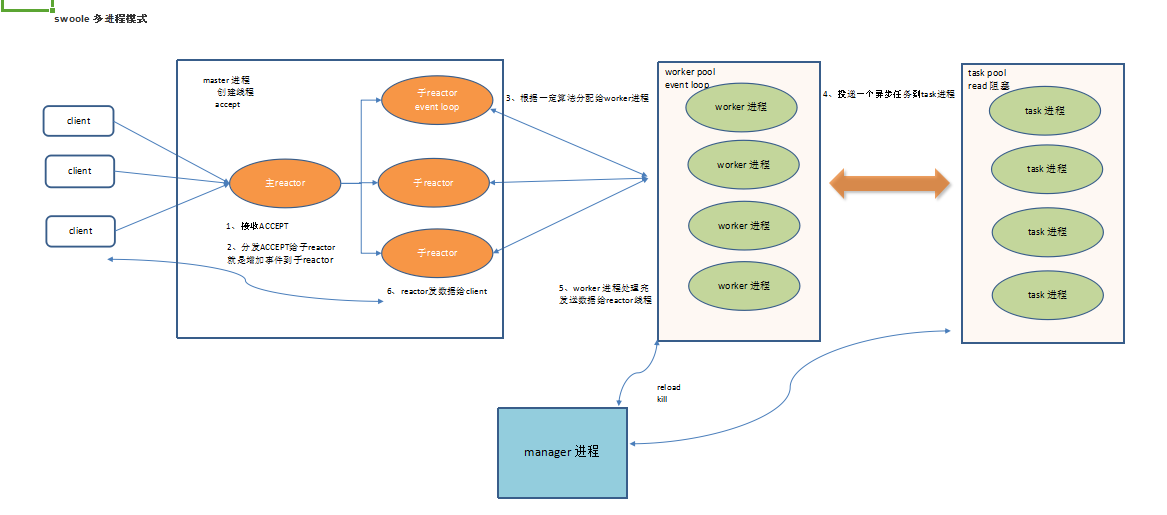 swoole 多进程模式
master 进程
创建线程
accept
client
client
client
主reactor
子reactor
event loop
子reactor
子reactor
1、接收ACCEPT
2、分发ACCEPT给子reactor
就是增加事件到子reactor
6、reactor发数据给client
3、根据一定算法分配给worker进程
worker pool
event loop
worker 进程
worker 进程
worker 进程
worker 进程
5、worker 进程处理完
发送数据给reactor线程
4、投递一个异步任务到task进程
task pool
read 阻塞
task 进程
task 进程
task 进程
task 进程
reload
kill
manager 进程